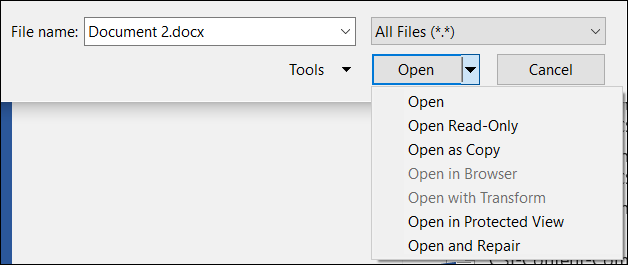 File name: Document 2.docx All Files (*.*)
Tools Open Cancel
Open
Open Read-Only
Open as Copy
Open in Browser
Open with Transform
Open in Protected View
Open and Repair